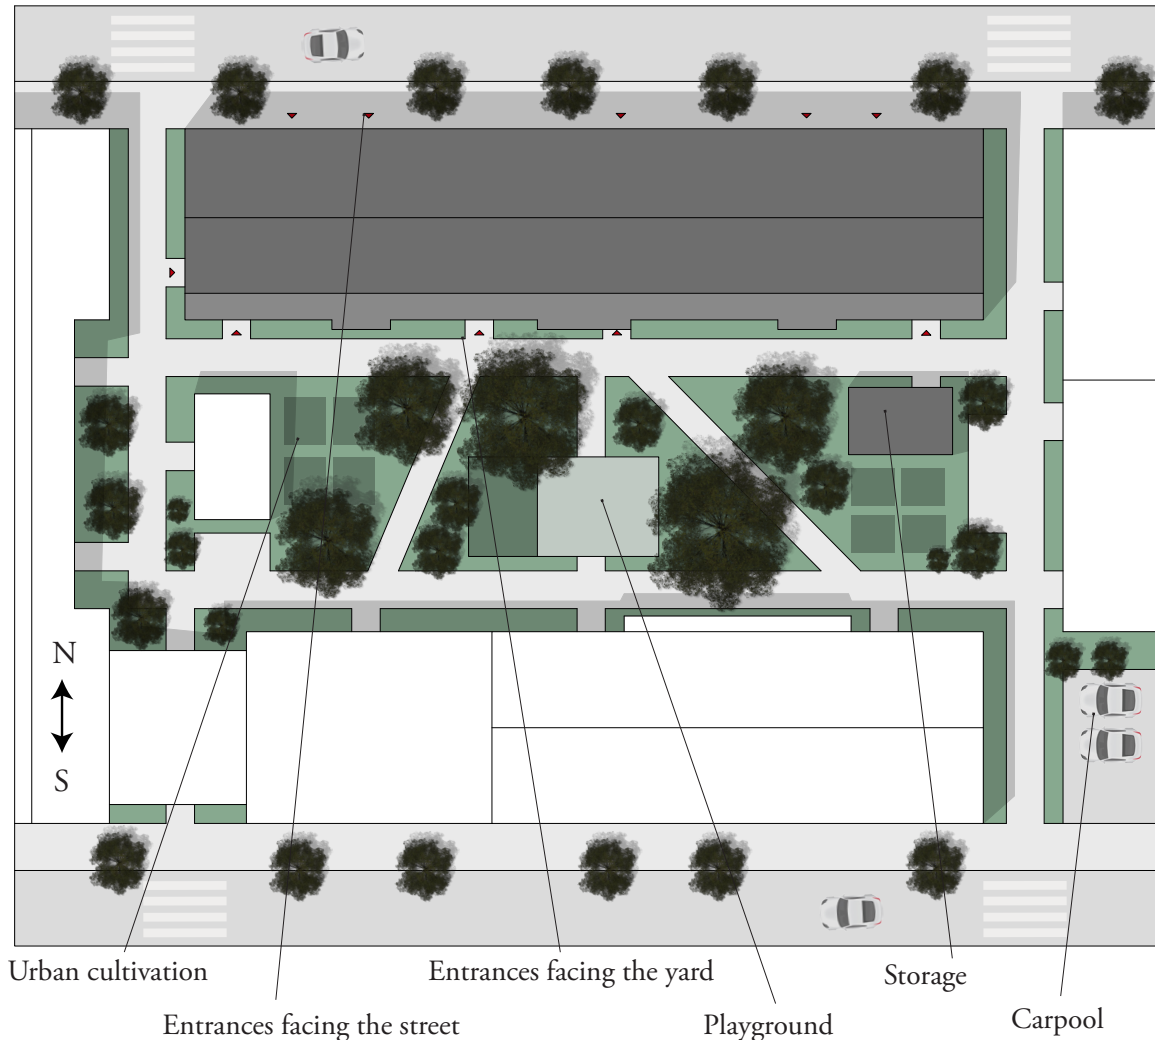 N
S
Urban cultivation
Entrances facing the yard
Storage
Entrances facing the street
Playground
Carpool